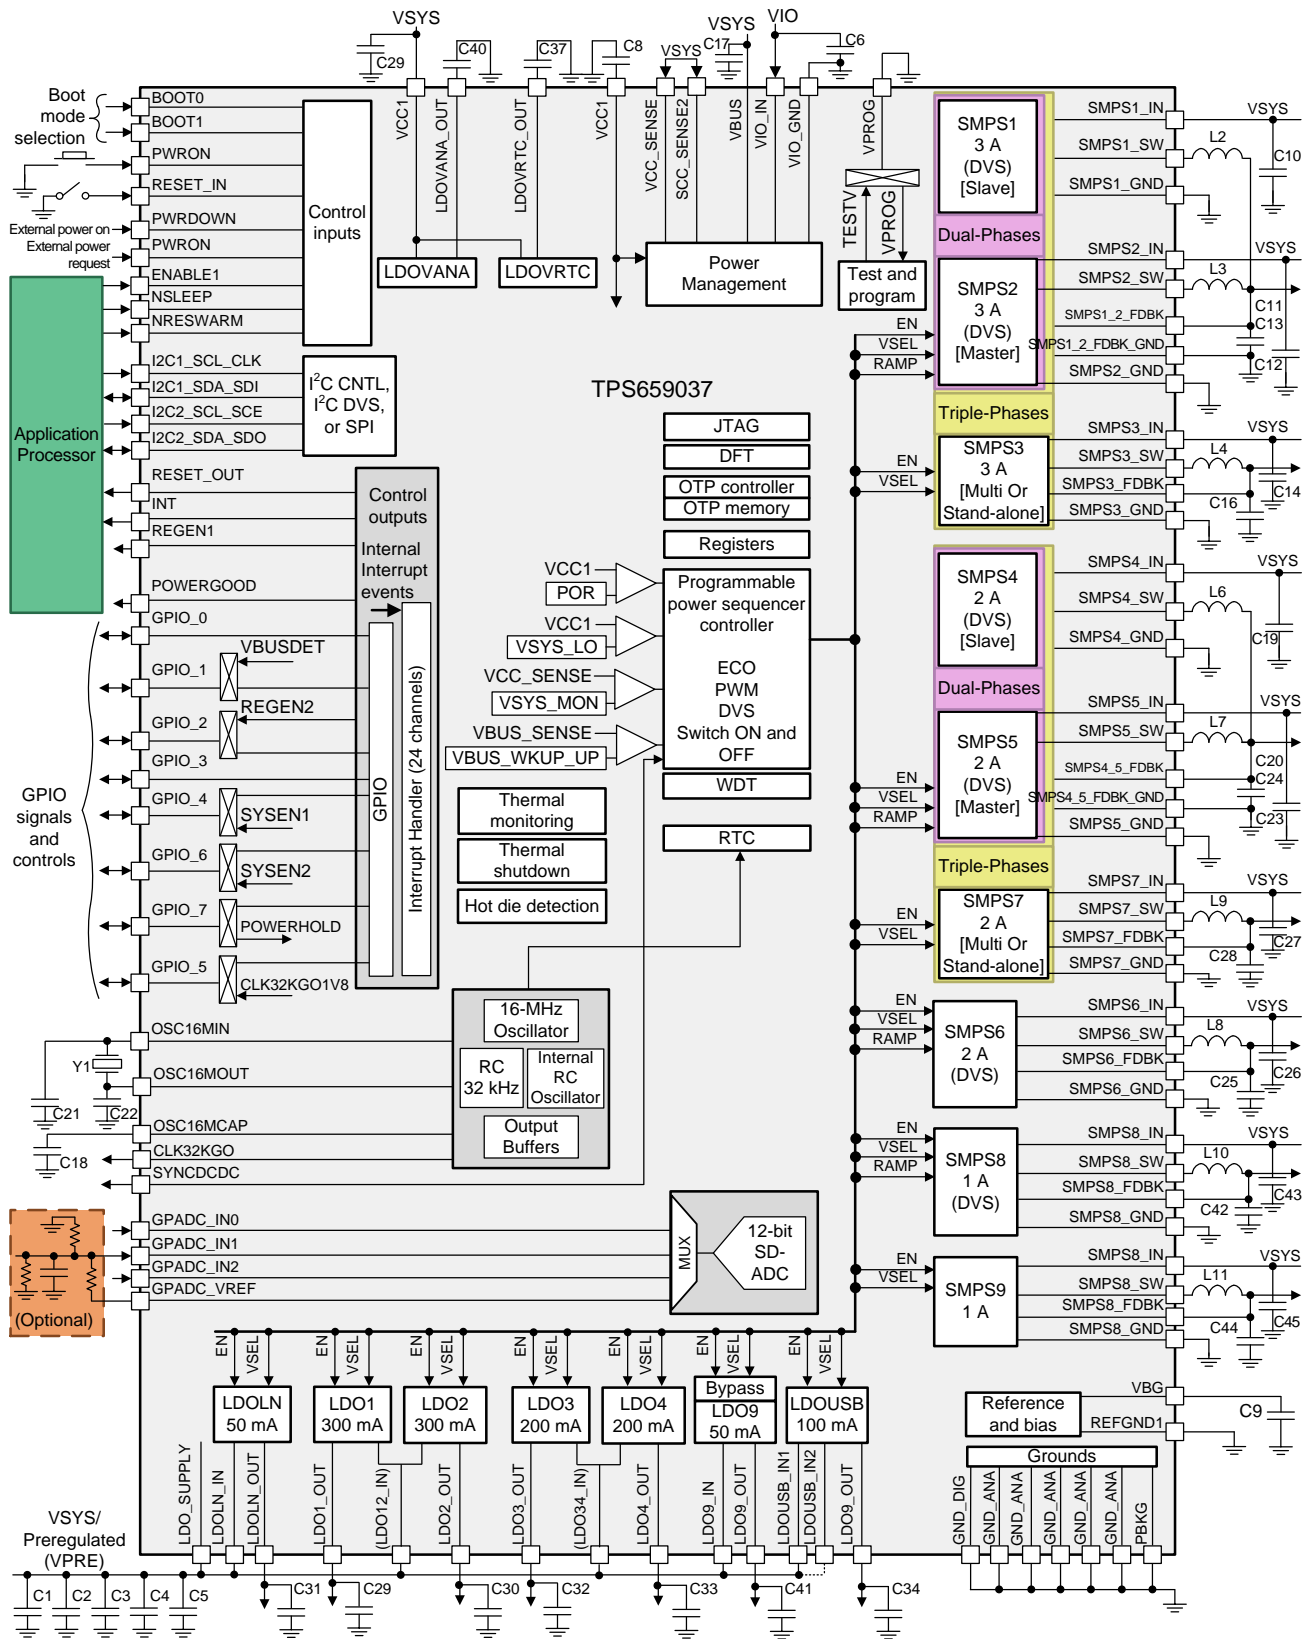 VSYS
C29
C40
C37
C8
VSYS
VSYS
C17
VIO
C6
Boot
mode
selection
BOOT0
BOOT1
PWRON
RESET_IN
PWRDOWN
External power on
External power
request
PWRON
ENABLE1
NSLEEP
NRESWARM
Control
inputs
VCC1
LDOVANA_OUT
LDOVRTC_OUT
VCC1
VCC_SENSE
SCC_SENSE2
VBUS
VIO_IN
VIO_GND
VPROG
LDOVANA
LDOVRTC
Power
Management
TESTV
VPROG
Test and
program
Application
Processor
I2C1_SCL_CLK
I2C1_SDA_SDI
I2C2_SCL_SCE
I2C2_SDA_SDO
I2C CNTL,
I2C DVS,
or SPI
RESET_OUT
INT
REGEN1
POWERGOOD
Control
outputs
Internal
Interrupt
events
GPIO
Interrupt Handler (24 channels)
GPIO
signals
and
controls
GPIO_0
GPIO_1
VBUSDET
GPIO_2
REGEN2
GPIO_3
GPIO_4
SYSEN1
GPIO_6
SYSEN2
GPIO_7
POWERHOLD
GPIO_5
CLK32KGO1V8
TPS659037
JTAG
DFT
OTP controller
OTP memory
Registers
VCC1
POR
VCC1
VSYS_LO
VCC_SENSE
VSYS_MON
VBUS_SENSE
VBUS_WKUP_UP
Programmable
power sequencer
controller
ECO
PWM
DVS
Switch ON and
OFF
WDT
RTC
Thermal
monitoring
Thermal
shutdown
Hot die detection
OSC16MIN
Y1
OSC16MOUT
C21
C22
OSC16MCAP
C18
CLK32KGO
SYNCDCDC
16-MHz
Oscillator
RC
32 kHz
Internal
RC
Oscillator
Output
Buffers
(Optional)
GPADC_IN0
GPADC_IN1
GPADC_IN2
GPADC_VREF
MUX
12-bit
SD-
ADC
SMPS1
3 A
(DVS)
[Slave]
Dual-Phases
SMPS2
3 A
(DVS)
[Master]
Triple-Phases
SMPS3
3 A
[Multi Or
Stand-alone]
EN
VSEL
RAMP
EN
VSEL
SMPS1_IN
SMPS1_SW
SMPS1_GND
SMPS2_IN
SMPS2_SW
SMPS1_2_FDBK
SMPS1_2_FDBK_GND
SMPS2_GND
SMPS3_IN
SMPS3_SW
SMPS3_FDBK
SMPS3_GND
VSYS
L2
C10
VSYS
L3
C11
C13
C12
VSYS
L4
C16
C14
SMPS4
2 A
(DVS)
[Slave]
Dual-Phases
SMPS5
2 A
(DVS)
[Master]
Triple-Phases
SMPS7
2 A
[Multi Or
Stand-alone]
EN
VSEL
RAMP
EN
VSEL
SMPS4_IN
SMPS4_SW
SMPS4_GND
SMPS5_IN
SMPS5_SW
SMPS4_5_FDBK
SMPS4_5_FDBK_GND
SMPS5_GND
SMPS7_IN
SMPS7_SW
SMPS7_FDBK
SMPS7_GND
VSYS
L6
C19
VSYS
L7
C20
C24
C23
VSYS
L9
C28
C27
EN
VSEL
RAMP
SMPS6
2 A
(DVS)
SMPS6_IN
SMPS6_SW
SMPS6_FDBK
SMPS6_GND
VSYS
L8
C25
C26
EN
VSEL
RAMP
SMPS8
1 A
(DVS)
SMPS8_IN
SMPS8_SW
SMPS8_FDBK
SMPS8_GND
VSYS
L10
C42
C43
EN
VSEL
SMPS9
1 A
SMPS8_IN
SMPS8_SW
SMPS8_FDBK
SMPS8_GND
VSYS
L11
C44
C45
EN
VSEL
EN
VSEL
EN
VSEL
EN
VSEL
EN
VSEL
EN
VSEL
EN
VSEL
LDOLN
50 mA
LDO1
300 mA
LDO2
300 mA
LDO3
200 mA
LDO4
200 mA
Bypass
LDO9
50 mA
LDOUSB
100 mA
Reference
and bias
VBG
REFGND1
C9
Grounds
GND_DIG
GND_ANA
GND_ANA
GND_ANA
GND_ANA
GND_ANA
PBKG
LDO_SUPPLY
LDOLN_IN
LDOLN_OUT
LDO1_OUT
(LDO12_IN)
LDO2_OUT
LDO3_OUT
(LDO34_IN)
LDO4_OUT
LDO9_IN
LDO9_OUT
LDOUSB_IN1
LDOUSB_IN2
LDO9_OUT
VSYS/
Preregulated
(VPRE)
C1
C2
C3
C4
C5
C31
C29
C30
C32
C33
C41
C34